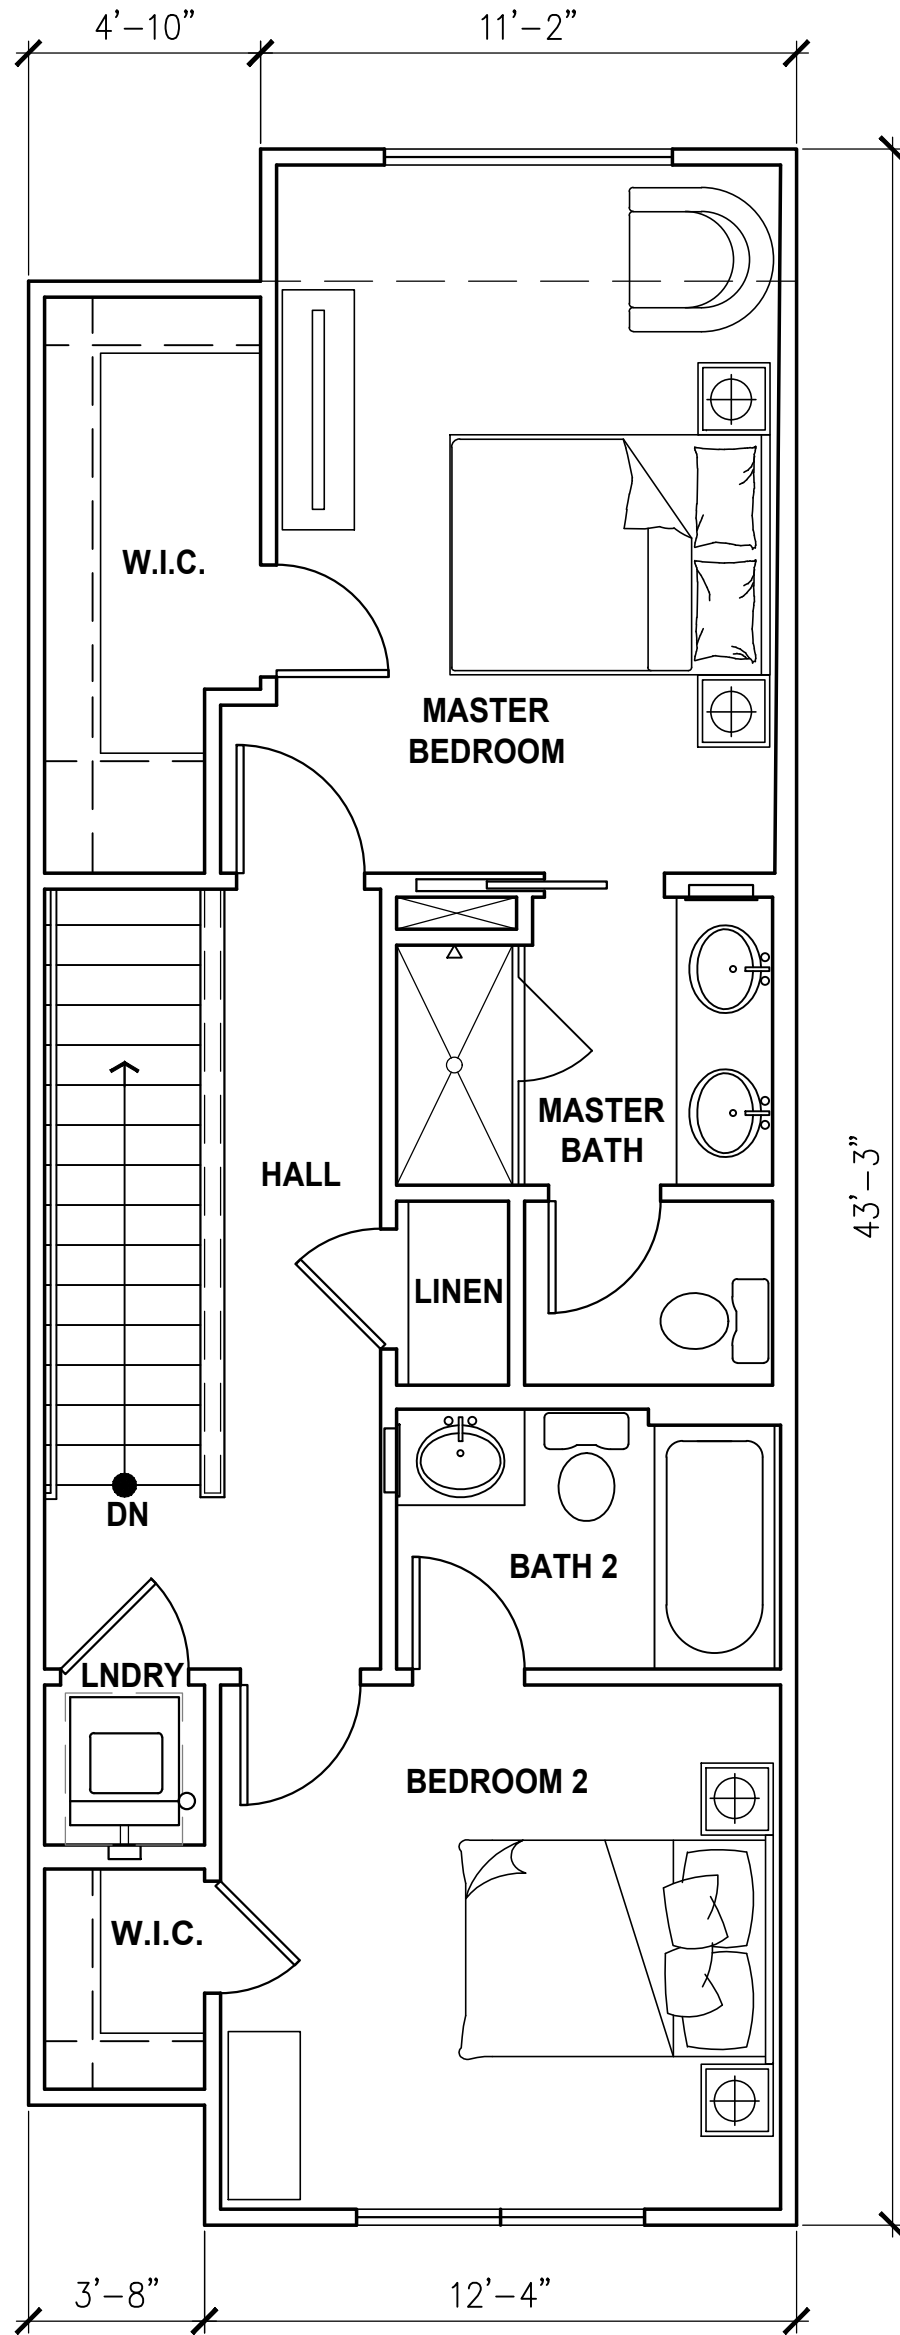 4'-10"
11'-2"
W.I.C.
MASTER
BEDROOM
MASTER
BATH
43'-3"
HALL
LINEN
DN
BATH 2
LNDRY
BEDROOM 2
W.I.C.
3'-8"
12'-4"